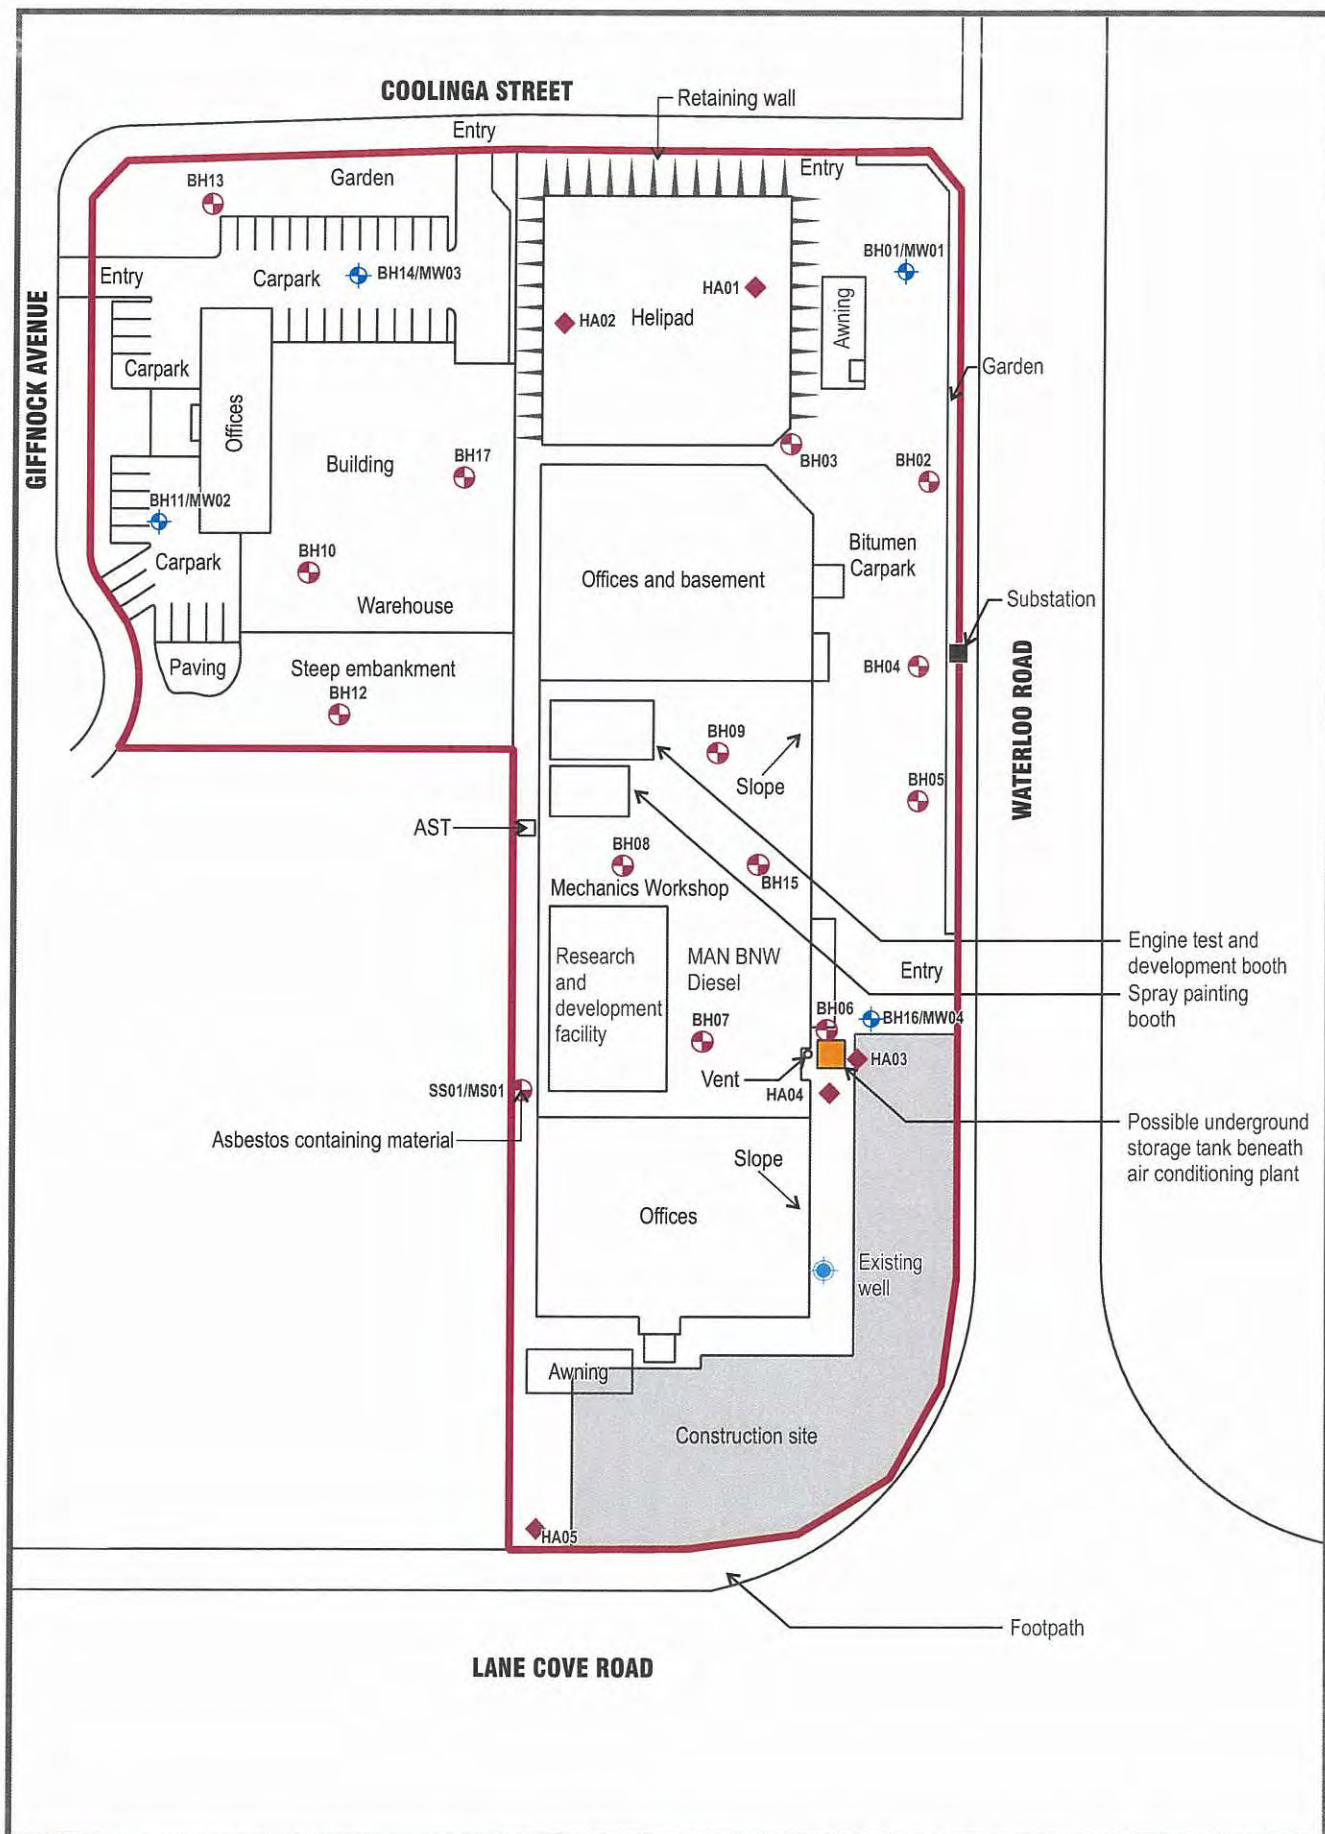 COOLINGA STREET
Retaining wall
Entry
Entry
BH13
Garden
BH01/MW01
Entry
Carpark
BH14/MW03
HA01
HA02
Helipad
Awning
GIFFNOCK AVENUE
Carpark
Garden
Offices
Building
BH17
BH03
BH02
BH11/MW02
Carpark
BH10
Bitumen
Carpark
Offices and basement
Warehouse
Substation
Paving
Steep embankment
BH12
BH04
WATERLOO ROAD
BH09
Slope
BH05
AST
BH08
BH15
Mechanics Workshop
Research
and
development
facility
MAN BNW
Diesel
Entry
Engine test and
development booth
Spray painting
booth
BH06
BH16/MW04
BH07
HA03
Vent
HA04
SS01/MS01
Asbestos containing material
Possible underground
storage tank beneath
air conditioning plant
Slope
Offices
Existing
well
Awning
Construction site
HA05
Footpath
LANE COVE ROAD